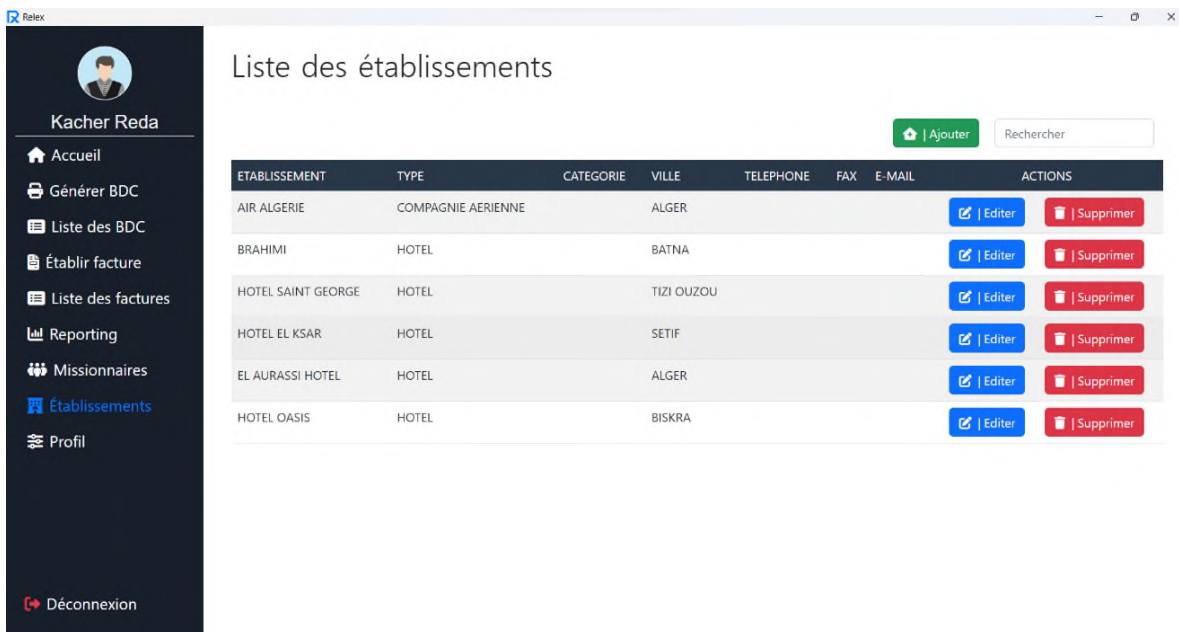 Relex
Kacher Reda
Accueil
Générer BDC
Liste des BDC
Établir facture
Liste des factures
Reporting
Missionnaires
Établissements
Profil
Déconnexion
Liste des établissements
| Ajouter
Rechercher
ETABLISSEMENT TYPE CATEGORIE VILLE TELEPHONE FAX E-MAIL ACTIONS
AIR ALGERIE COMPAGNIE AERIENNE ALGER | Editer | Supprimer
BRAHIMI HOTEL BATNA | Editer | Supprimer
HOTEL SAINT GEORGE HOTEL TIZI OUZOU | Editer | Supprimer
HOTEL EL KSAR HOTEL SETIF | Editer | Supprimer
EL AURASSI HOTEL HOTEL ALGER | Editer | Supprimer
HOTEL OASIS HOTEL BISKRA | Editer | Supprimer